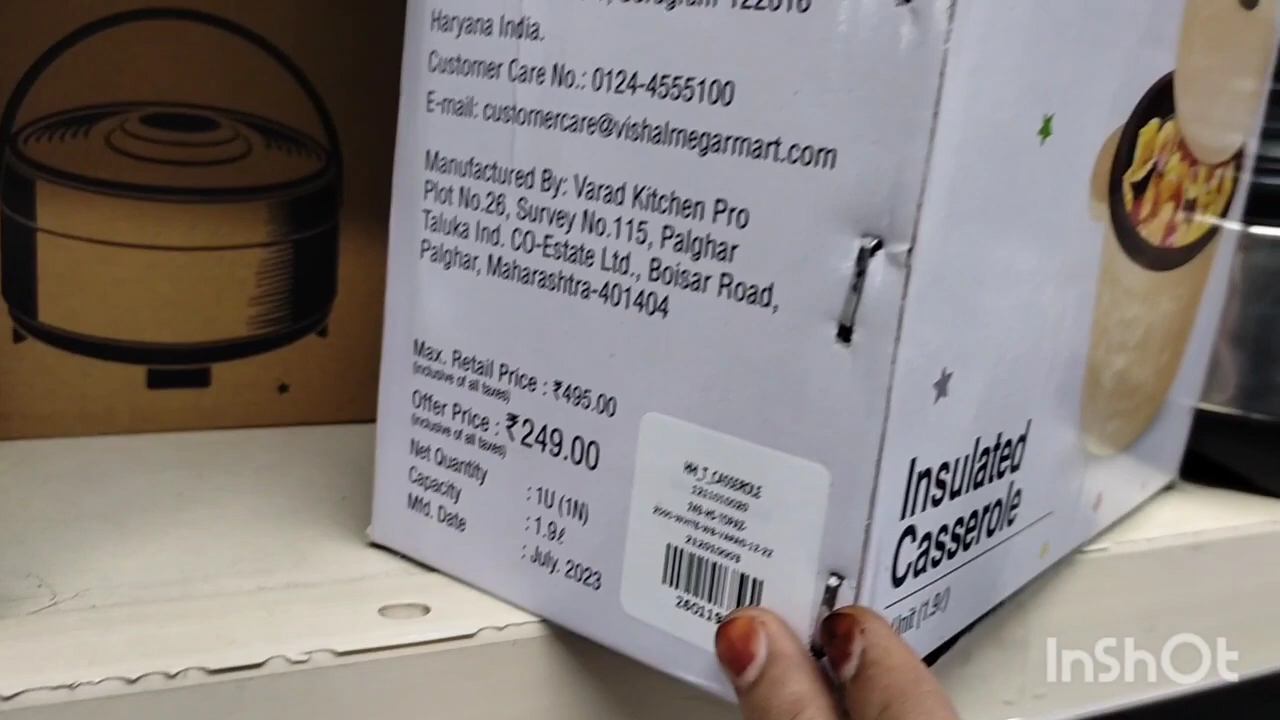 122016
Haryana India.
Customer Care No.: 0124-4555100
E-mail: customercare@vishalmegarmart.com
Manufactured By: Varad Kitchen Pro
Plot No.26, Survey No.115, Palghar
Taluka Ind. CO-Estate Ltd., Boisar Road,
Palghar, Maharashtra-401404
Max. Retail Price : ₹495.00
(Inclusive of all taxes)
Offer Price : ₹249.00
(Inclusive of all taxes)
Net Quantity : 1U (1N)
Capacity : 1.9ℓ
Mfd. Date : July. 2023
CASSEROLE
Insulated
Casserole
InShOt